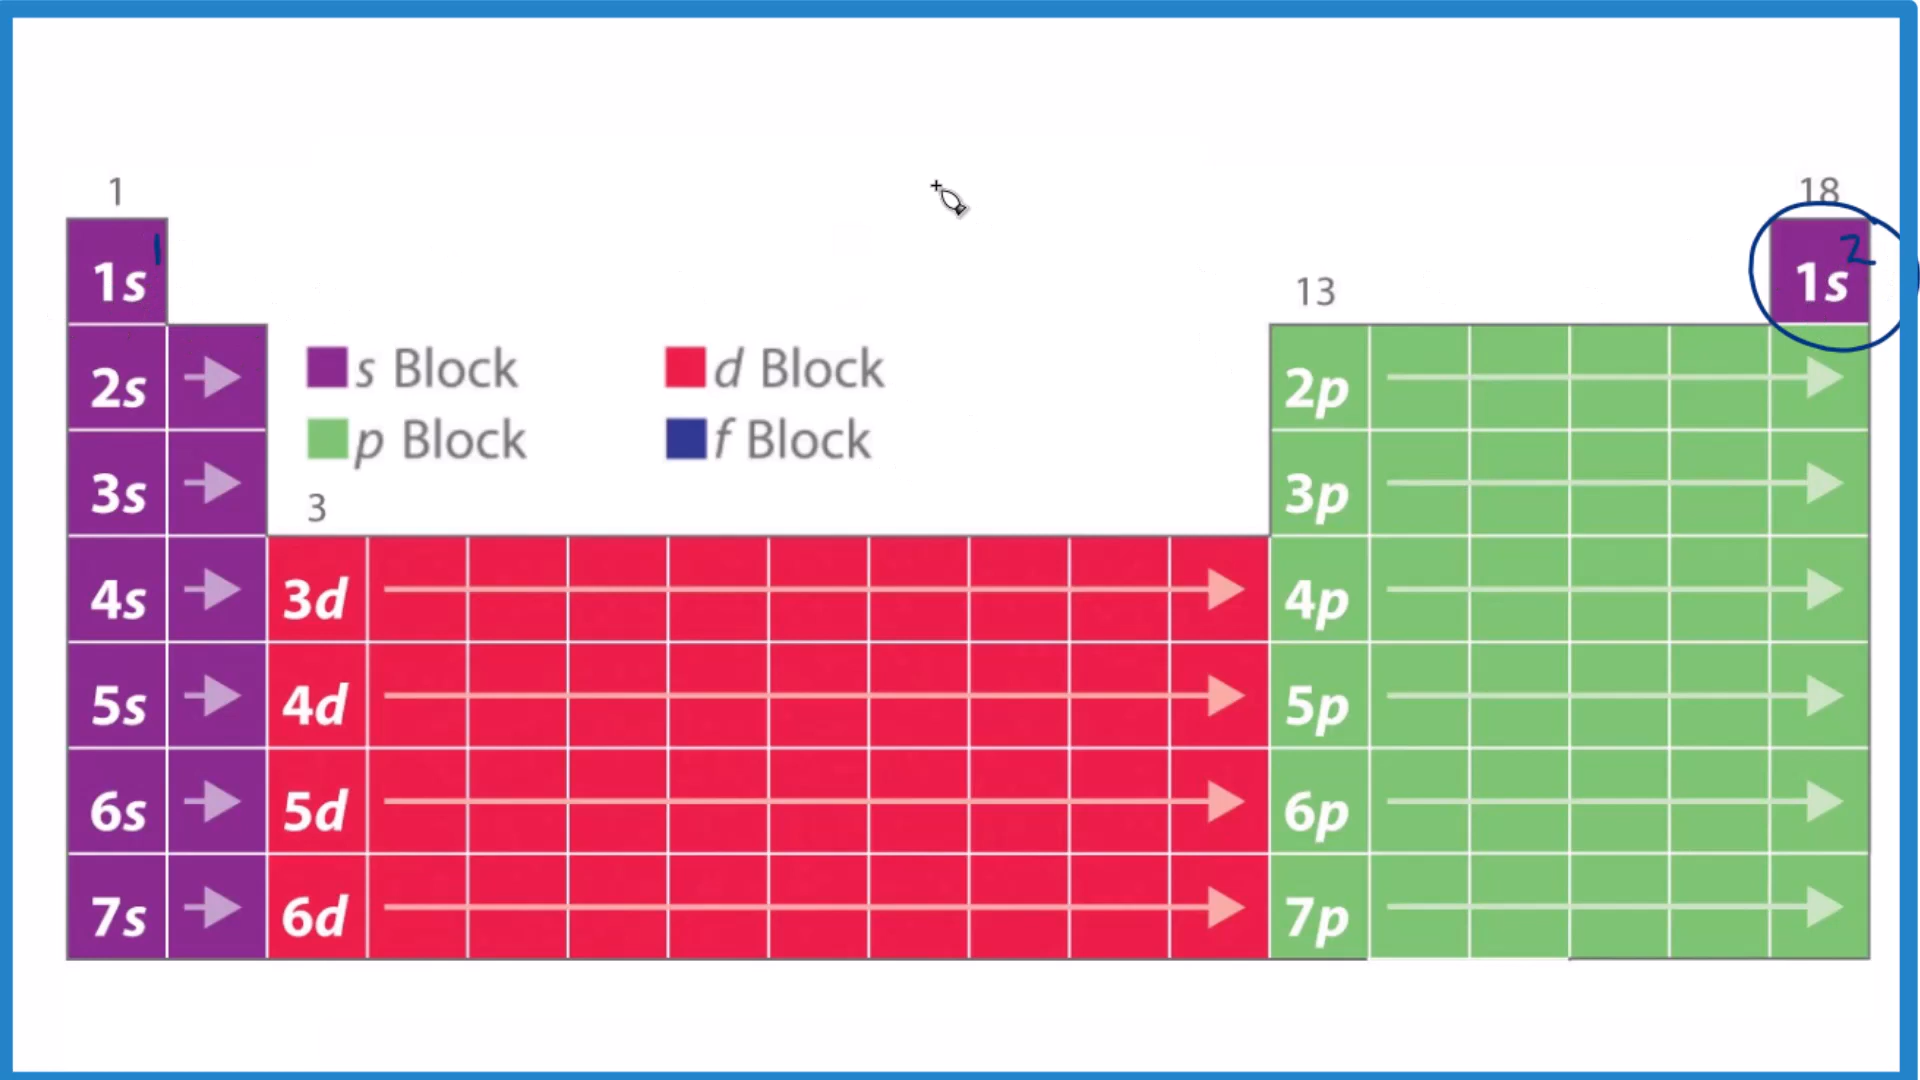 1 18
1s 1 1s 2
13
2s s Block d Block 2p
p Block f Block
3s 3p
3
4s 3d 4p
5s 4d 5p
6s 5d 6p
7s 6d 7p